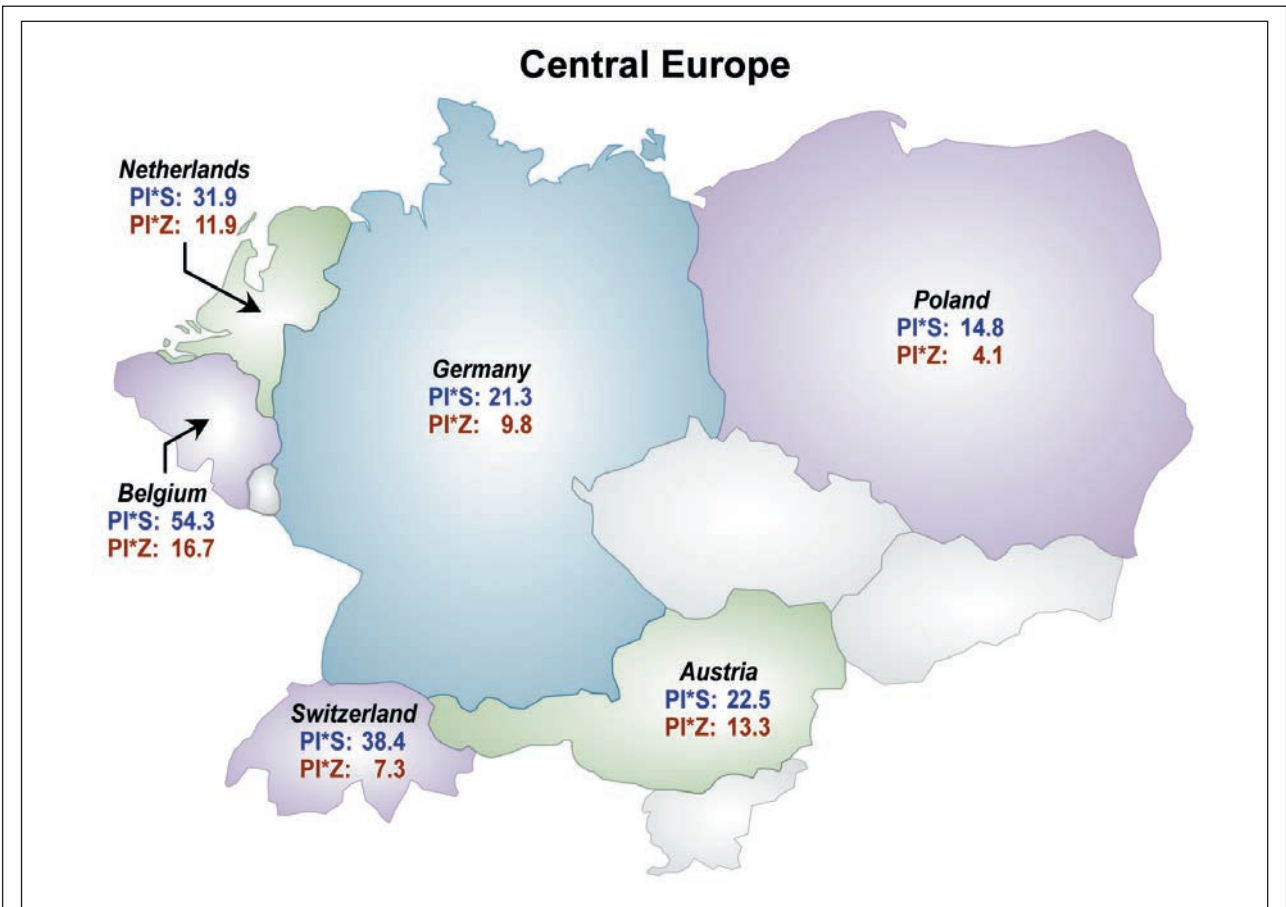 Central Europe
Netherlands
PI*S: 31.9
PI*Z: 11.9
Poland
PI*S: 14.8
PI*Z: 4.1
Germany
PI*S: 21.3
PI*Z: 9.8
Belgium
PI*S: 54.3
PI*Z: 16.7
Austria
PI*S: 22.5
PI*Z: 13.3
Switzerland
PI*S: 38.4
PI*Z: 7.3